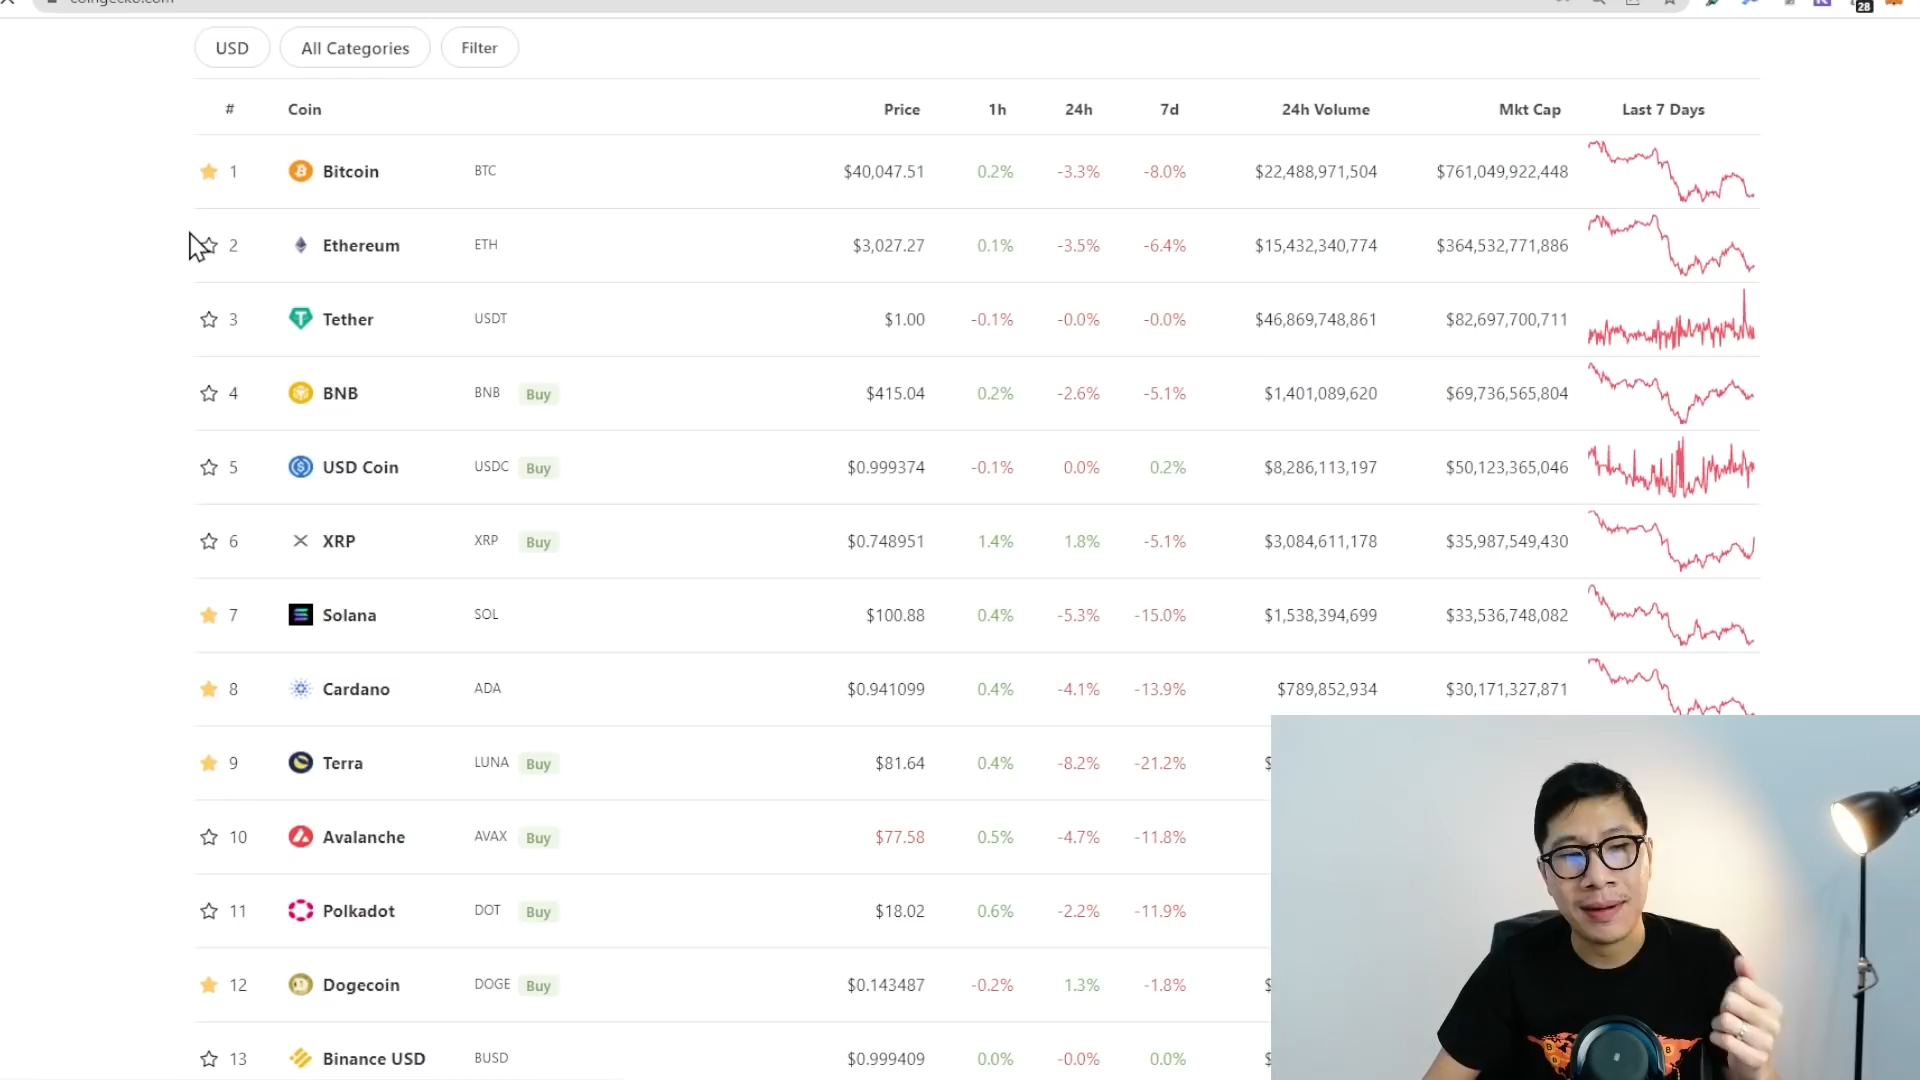 coingecko.com
28
USD All Categories Filter
# Coin Price 1h 24h 7d 24h Volume Mkt Cap Last 7 Days
1 Bitcoin BTC $40,047.51 0.2% -3.3% -8.0% $22,488,971,504 $761,049,922,448
2 Ethereum ETH $3,027.27 0.1% -3.5% -6.4% $15,432,340,774 $364,532,771,886
3 Tether USDT $1.00 -0.1% -0.0% -0.0% $46,869,748,861 $82,697,700,711
4 BNB BNB Buy $415.04 0.2% -2.6% -5.1% $1,401,089,620 $69,736,565,804
5 USD Coin USDC Buy $0.999374 -0.1% 0.0% 0.2% $8,286,113,197 $50,123,365,046
6 XRP XRP Buy $0.748951 1.4% 1.8% -5.1% $3,084,611,178 $35,987,549,430
7 Solana SOL $100.88 0.4% -5.3% -15.0% $1,538,394,699 $33,536,748,082
8 Cardano ADA $0.941099 0.4% -4.1% -13.9% $789,852,934 $30,171,327,871
9 Terra LUNA Buy $81.64 0.4% -8.2% -21.2% $
10 Avalanche AVAX Buy $77.58 0.5% -4.7% -11.8%
11 Polkadot DOT Buy $18.02 0.6% -2.2% -11.9%
12 Dogecoin DOGE Buy $0.143487 -0.2% 1.3% -1.8% $
13 Binance USD BUSD $0.999409 0.0% -0.0% 0.0% $